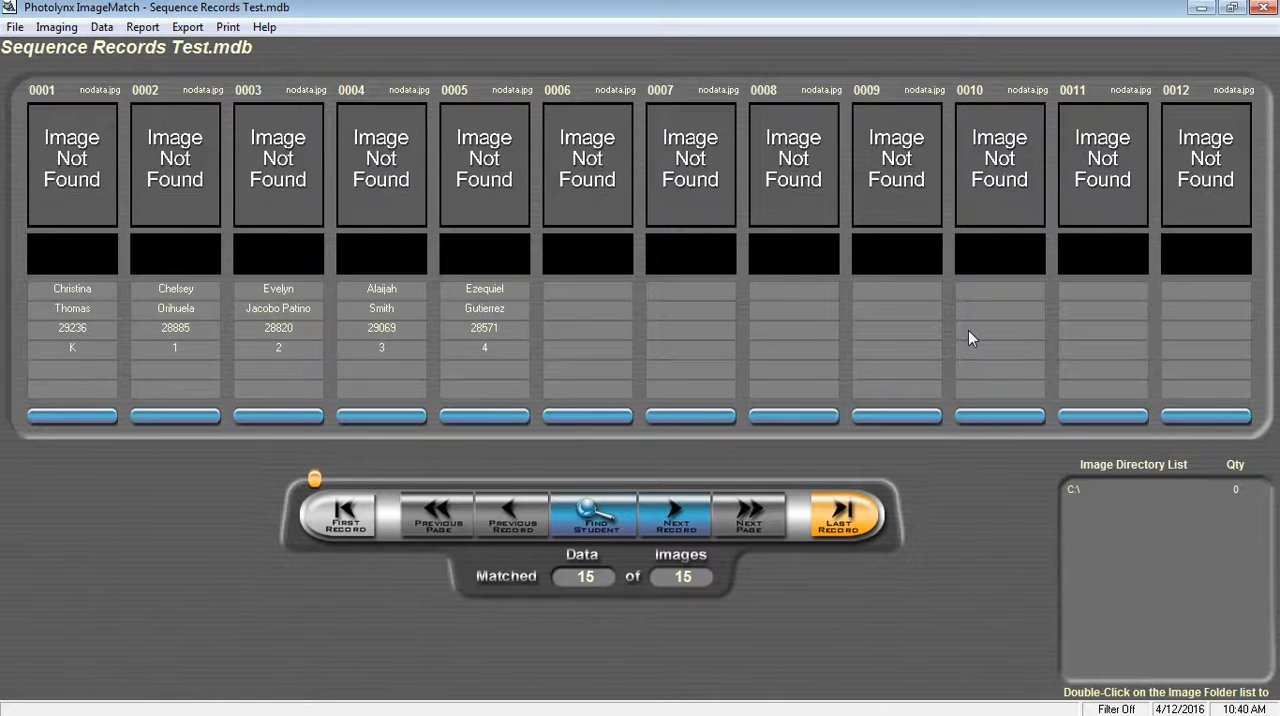 Photolynx ImageMatch - Sequence Records Test.mdb
File Imaging Data Report Export Print Help
Sequence Records Test.mdb
0001 nodata.jpg 0002 nodata.jpg 0003 nodata.jpg 0004 nodata.jpg 0005 nodata.jpg 0006 nodata.jpg 0007 nodata.jpg 0008 nodata.jpg 0009 nodata.jpg 0010 nodata.jpg 0011 nodata.jpg 0012 nodata.jpg
Image Image Image Image Image Image Image Image Image Image Image Image
Not Not Not Not Not Not Not Not Not Not Not Not
Found Found Found Found Found Found Found Found Found Found Found Found
Christina Chelsey Evelyn Alaijah Ezequiel
Thomas Orihuela Jacobo Patino Smith Gutierrez
29236 28885 28820 29069 28571
K 1 2 3 4
Image Directory List Qty
C:\ 0
FIRST RECORD PREVIOUS PAGE PREVIOUS RECORD FIND STUDENT NEXT RECORD NEXT PAGE LAST RECORD
Data Images
Matched 15 of 15
Double-Click on the Image Folder list to
Filter Off 4/12/2016 10:40 AM